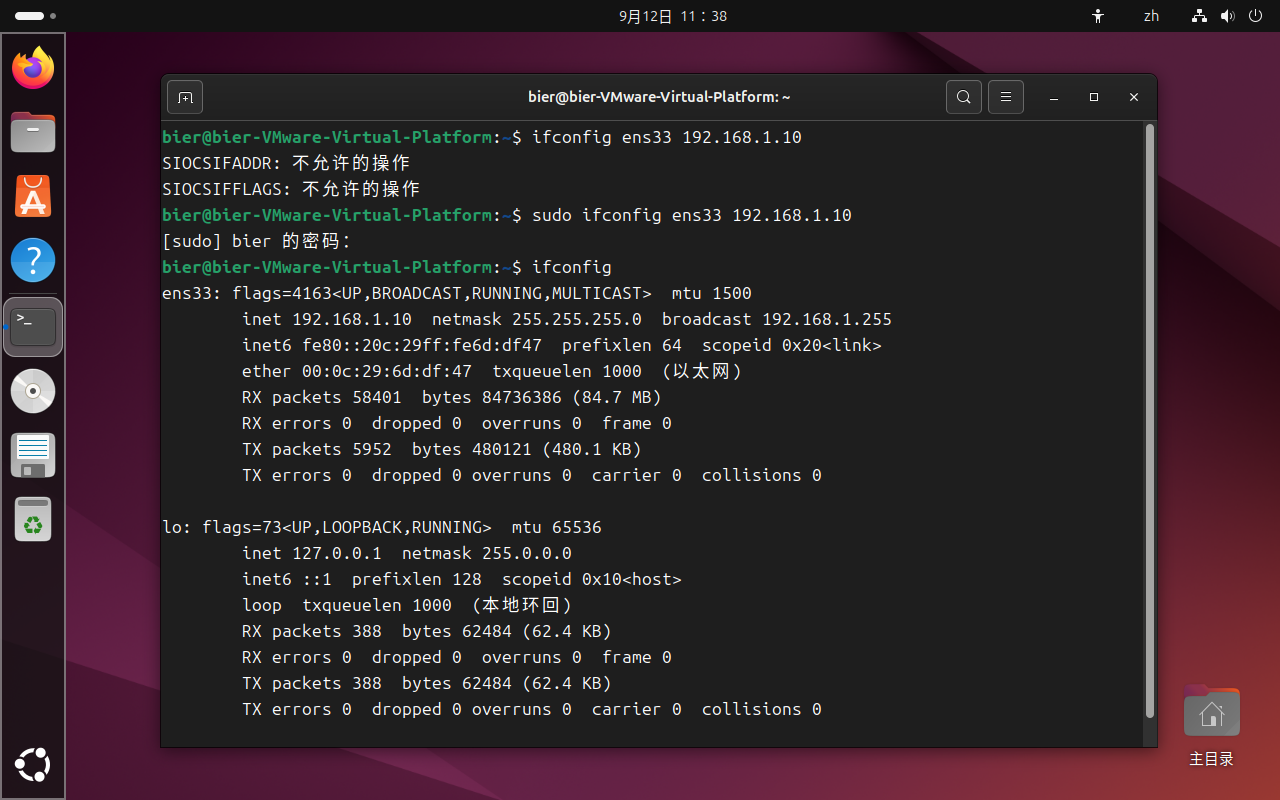 9月12日 11：38
zh
bier@bier-VMware-Virtual-Platform: ~
bier@bier-VMware-Virtual-Platform:~$ ifconfig ens33 192.168.1.10
SIOCSIFADDR: 不允许的操作
SIOCSIFFLAGS: 不允许的操作
bier@bier-VMware-Virtual-Platform:~$ sudo ifconfig ens33 192.168.1.10
[sudo] bier 的密码：
bier@bier-VMware-Virtual-Platform:~$ ifconfig
ens33: flags=4163<UP,BROADCAST,RUNNING,MULTICAST>  mtu 1500
        inet 192.168.1.10  netmask 255.255.255.0  broadcast 192.168.1.255
        inet6 fe80::20c:29ff:fe6d:df47  prefixlen 64  scopeid 0x20<link>
        ether 00:0c:29:6d:df:47  txqueuelen 1000  (以太网)
        RX packets 58401  bytes 84736386 (84.7 MB)
        RX errors 0  dropped 0  overruns 0  frame 0
        TX packets 5952  bytes 480121 (480.1 KB)
        TX errors 0  dropped 0 overruns 0  carrier 0  collisions 0
lo: flags=73<UP,LOOPBACK,RUNNING>  mtu 65536
        inet 127.0.0.1  netmask 255.0.0.0
        inet6 ::1  prefixlen 128  scopeid 0x10<host>
        loop  txqueuelen 1000  (本地环回)
        RX packets 388  bytes 62484 (62.4 KB)
        RX errors 0  dropped 0  overruns 0  frame 0
        TX packets 388  bytes 62484 (62.4 KB)
        TX errors 0  dropped 0 overruns 0  carrier 0  collisions 0
主目录